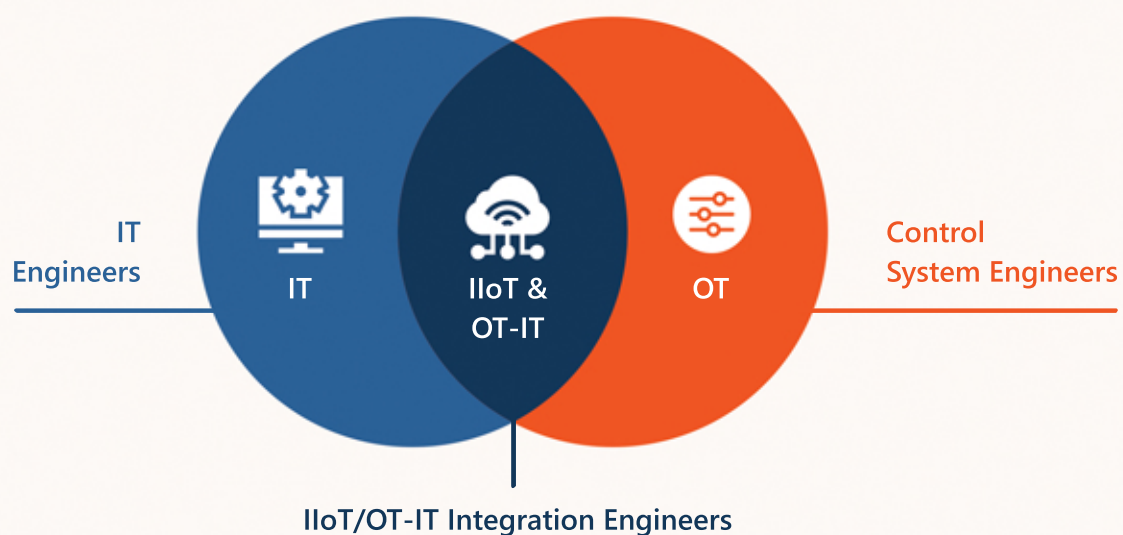 IT
Engineers
IT
IIoT &
OT-IT
OT
Control
System Engineers
IIoT/OT-IT Integration Engineers